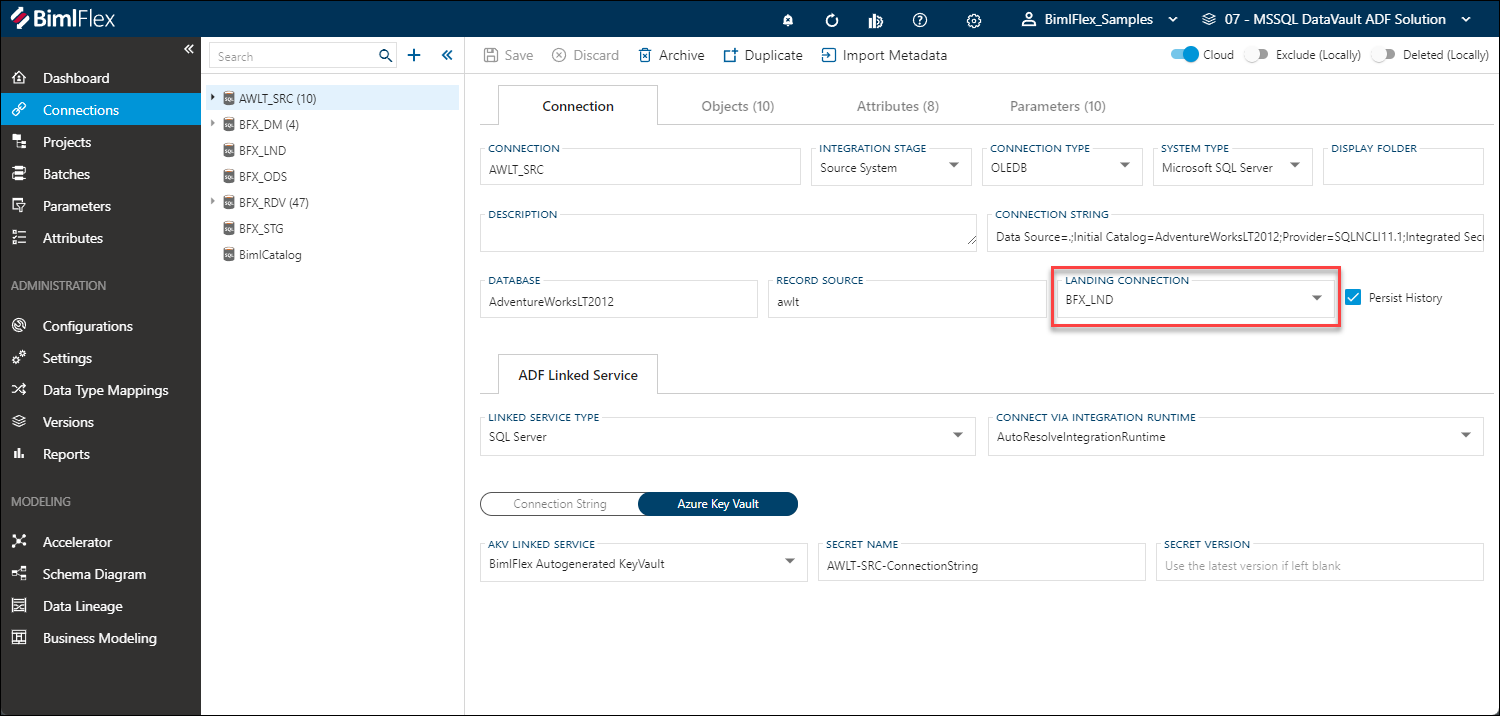 BimlFlex
BimlFlex_Samples
07 - MSSQL DataVault ADF Solution
Dashboard
Connections
Projects
Batches
Parameters
Attributes
ADMINISTRATION
Configurations
Settings
Data Type Mappings
Versions
Reports
MODELING
Accelerator
Schema Diagram
Data Lineage
Business Modeling
Search
AWLT_SRC (10)
BFX_DM (4)
BFX_LND
BFX_ODS
BFX_RDV (47)
BFX_STG
BimlCatalog
Save Discard Archive Duplicate Import Metadata Cloud Exclude (Locally) Deleted (Locally)
Connection Objects (10) Attributes (8) Parameters (10)
CONNECTION INTEGRATION STAGE CONNECTION TYPE SYSTEM TYPE DISPLAY FOLDER
AWLT_SRC Source System OLEDB Microsoft SQL Server
DESCRIPTION CONNECTION STRING
Data Source=.;Initial Catalog=AdventureWorksLT2012;Provider=SQLNCLI11.1;Integrated Secu
DATABASE RECORD SOURCE LANDING CONNECTION
AdventureWorksLT2012 awlt BFX_LND Persist History
ADF Linked Service
LINKED SERVICE TYPE CONNECT VIA INTEGRATION RUNTIME
SQL Server AutoResolveIntegrationRuntime
Connection String Azure Key Vault
AKV LINKED SERVICE SECRET NAME SECRET VERSION
BimlFlex Autogenerated KeyVault AWLT-SRC-ConnectionString Use the latest version if left blank